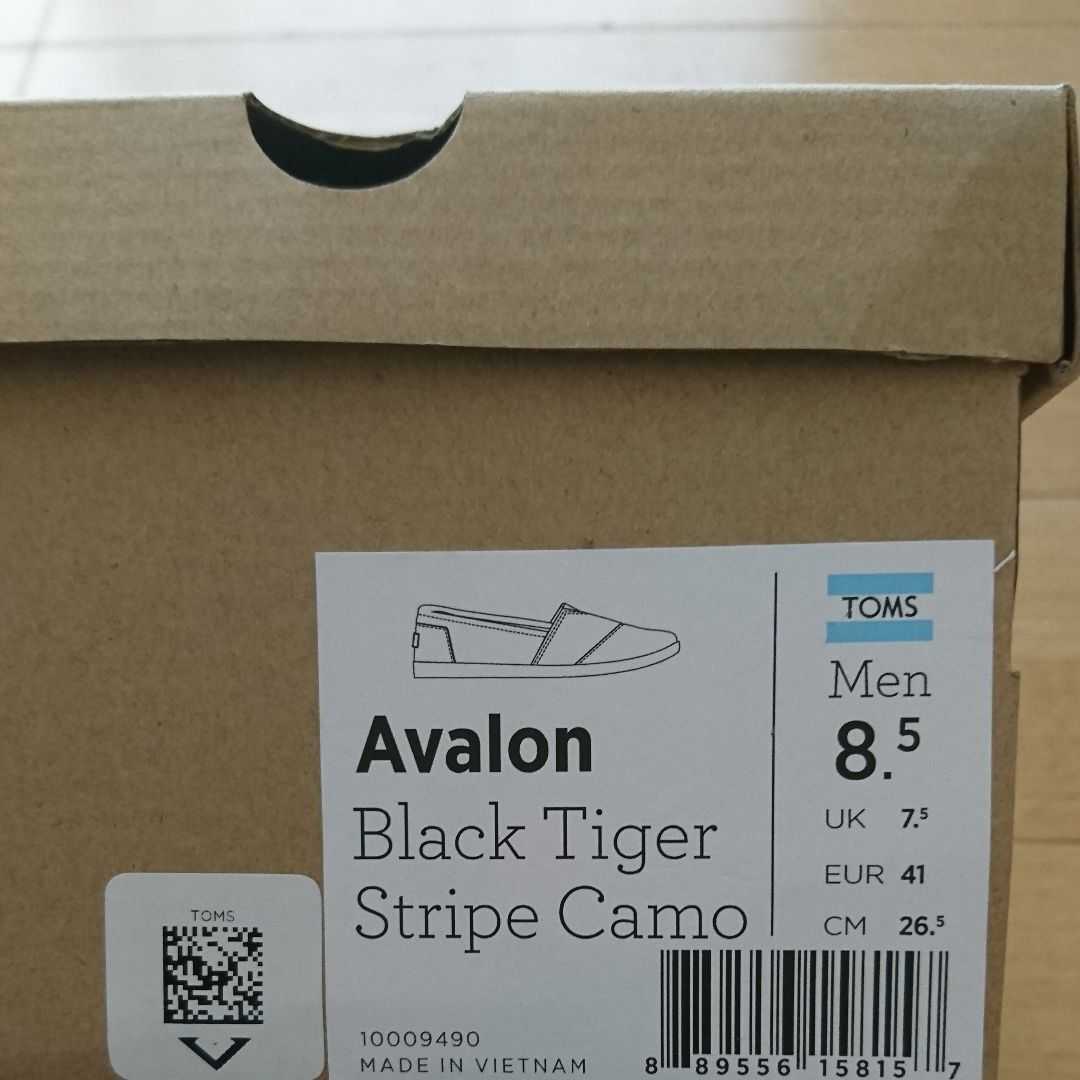 TOMS
Men
8.5
UK 7.5
EUR 41
CM 26.5
Avalon
Black Tiger
Stripe Camo
10009490
MADE IN VIETNAM
8 89556 15815 7
TOMS